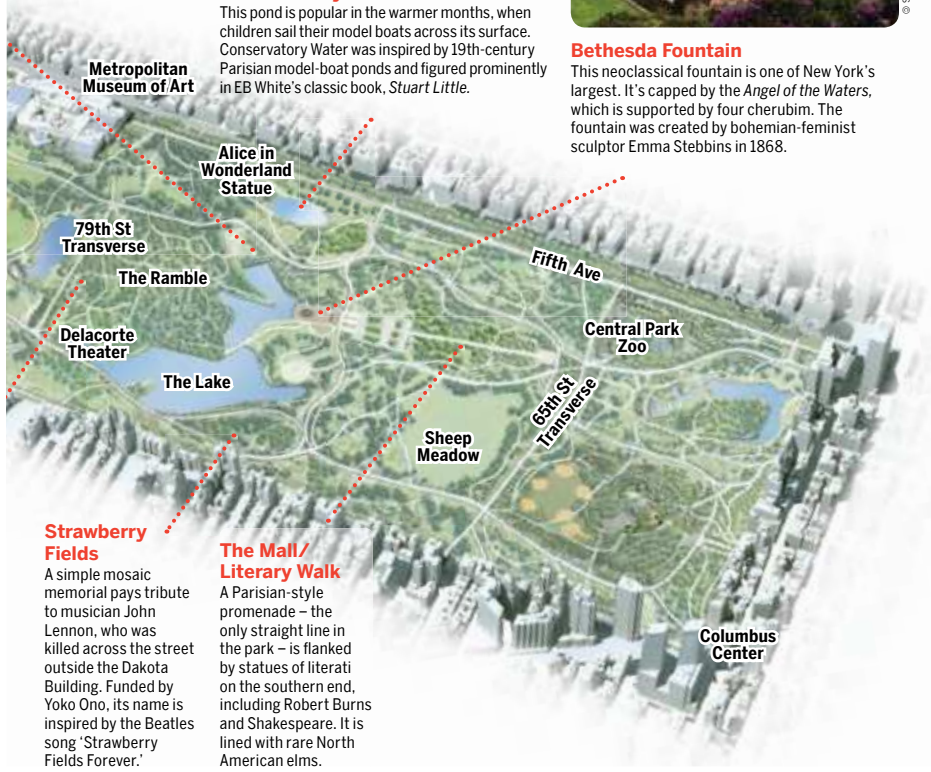 This pond is popular in the warmer months, when
children sail their model boats across its surface.
Conservatory Water was inspired by 19th-century
Parisian model-boat ponds and figured prominently
in EB White's classic book, Stuart Little.
Bethesda Fountain
This neoclassical fountain is one of New York's
largest. It's capped by the Angel of the Waters,
which is supported by four cherubim. The
fountain was created by bohemian-feminist
sculptor Emma Stebbins in 1868.
Metropolitan
Museum of Art
Alice in
Wonderland
Statue
79th St
Transverse
The Ramble
Fifth Ave
Delacorte
Theater
Central Park
Zoo
The Lake
65th St
Transverse
Sheep
Meadow
Strawberry
Fields
A simple mosaic
memorial pays tribute
to musician John
Lennon, who was
killed across the street
outside the Dakota
Building. Funded by
Yoko Ono, its name is
inspired by the Beatles
song 'Strawberry
Fields Forever.'
The Mall/
Literary Walk
A Parisian-style
promenade – the
only straight line in
the park – is flanked
by statues of literati
on the southern end,
including Robert Burns
and Shakespeare. It is
lined with rare North
American elms.
Columbus
Center